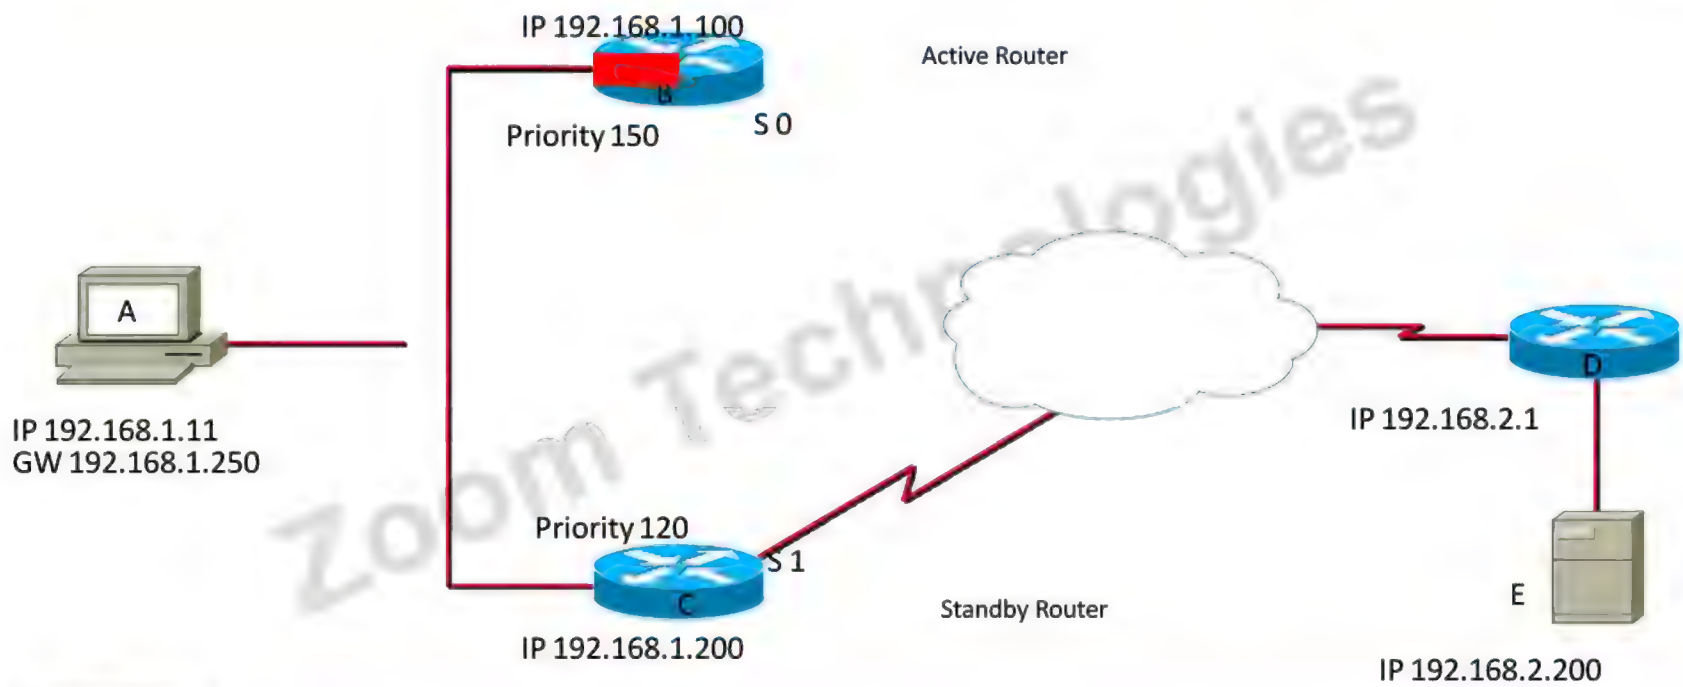 IP 192.168.1.100
Active Router
B
Priority 150
S 0
A
IP 192.168.1.11
GW 192.168.1.250
Zoom Technologies
D
IP 192.168.2.1
Priority 120
S 1
C
IP 192.168.1.200
Standby Router
E
IP 192.168.2.200